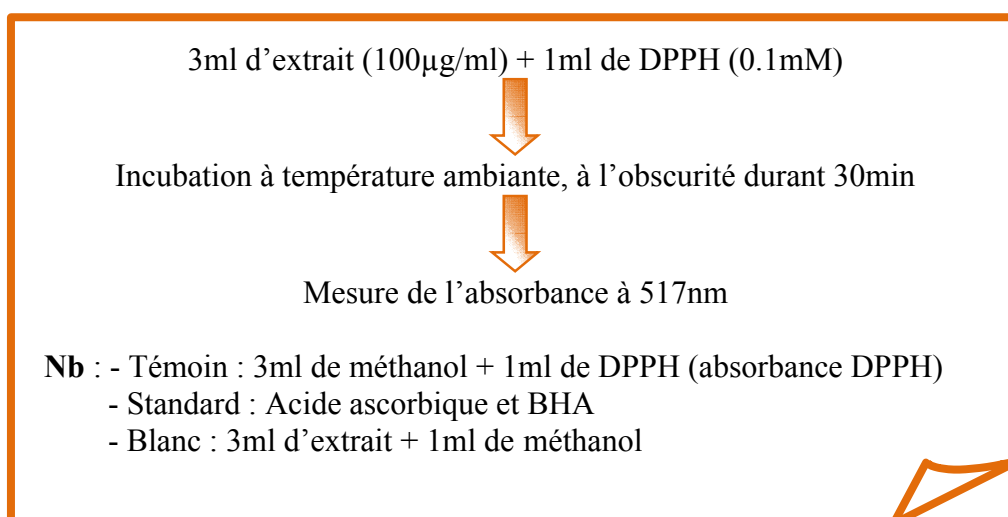 3ml d’extrait (100µg/ml) + 1ml de DPPH (0.1mM)
Incubation à température ambiante, à l’obscurité durant 30min
Mesure de l’absorbance à 517nm
Nb : - Témoin : 3ml de méthanol + 1ml de DPPH (absorbance DPPH)
- Standard : Acide ascorbique et BHA
- Blanc : 3ml d’extrait + 1ml de méthanol